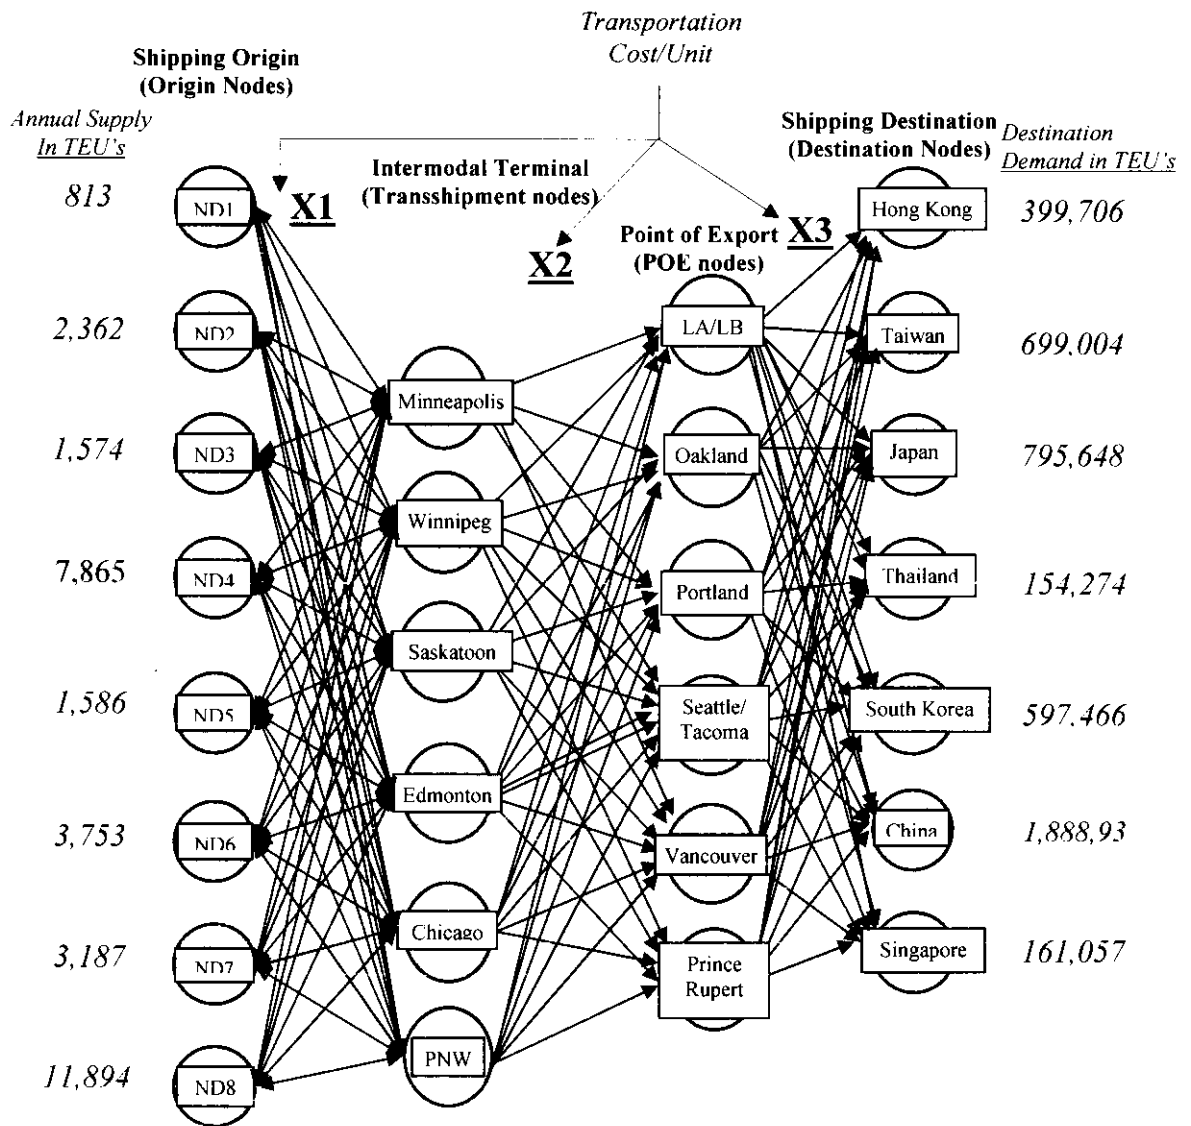 Transportation
Cost/Unit
Shipping Origin
(Origin Nodes)
Annual Supply
In TEU's
Intermodal Terminal
(Transshipment nodes)
Shipping Destination
(Destination Nodes)
Destination
Demand in TEU's
X1
X2
Point of Export
(POE nodes)
X3
813
ND1
Hong Kong
399,706
2,362
ND2
LA/LB
Taiwan
699,004
Minneapolis
1,574
ND3
Oakland
Japan
795,648
Winnipeg
7,865
ND4
Portland
Thailand
154,274
Saskatoon
1,586
ND5
Seattle/
Tacoma
South Korea
597,466
Edmonton
3,753
ND6
Vancouver
China
1,888,93
Chicago
3,187
ND7
Prince
Rupert
Singapore
161,057
PNW
11,894
ND8